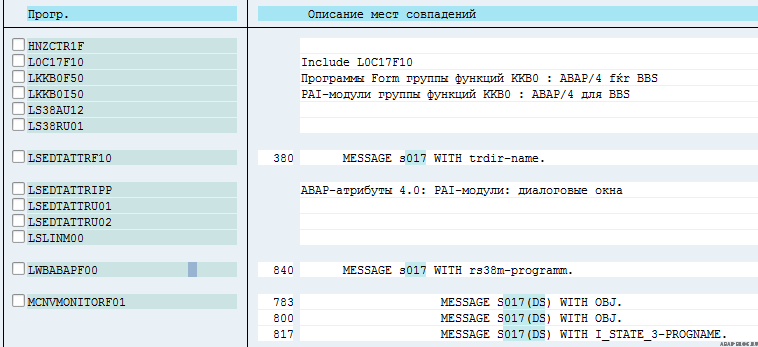 Прогр. Описание мест совпадений
HNZCTR1F
L0C17F10 Include L0C17F10
LKKB0F50 Программы Form группы функций KKB0 : ABAP/4 fќr BBS
LKKB0I50 PAI-модули группы функций KKB0 : ABAP/4 для BBS
LS38AU12
LS38RU01
LSEDTATTRF10 380 MESSAGE s017 WITH trdir-name.
LSEDTATTRIPP ABAP-атрибуты 4.0: PAI-модули: диалоговые окна
LSEDTATTRU01
LSEDTATTRU02
LSLINM00
LWBABAPF00 840 MESSAGE s017 WITH rs38m-programm.
MCNVMONITORF01 783 MESSAGE S017(DS) WITH OBJ.
800 MESSAGE S017(DS) WITH OBJ.
817 MESSAGE S017(DS) WITH I_STATE_3-PROGNAME.